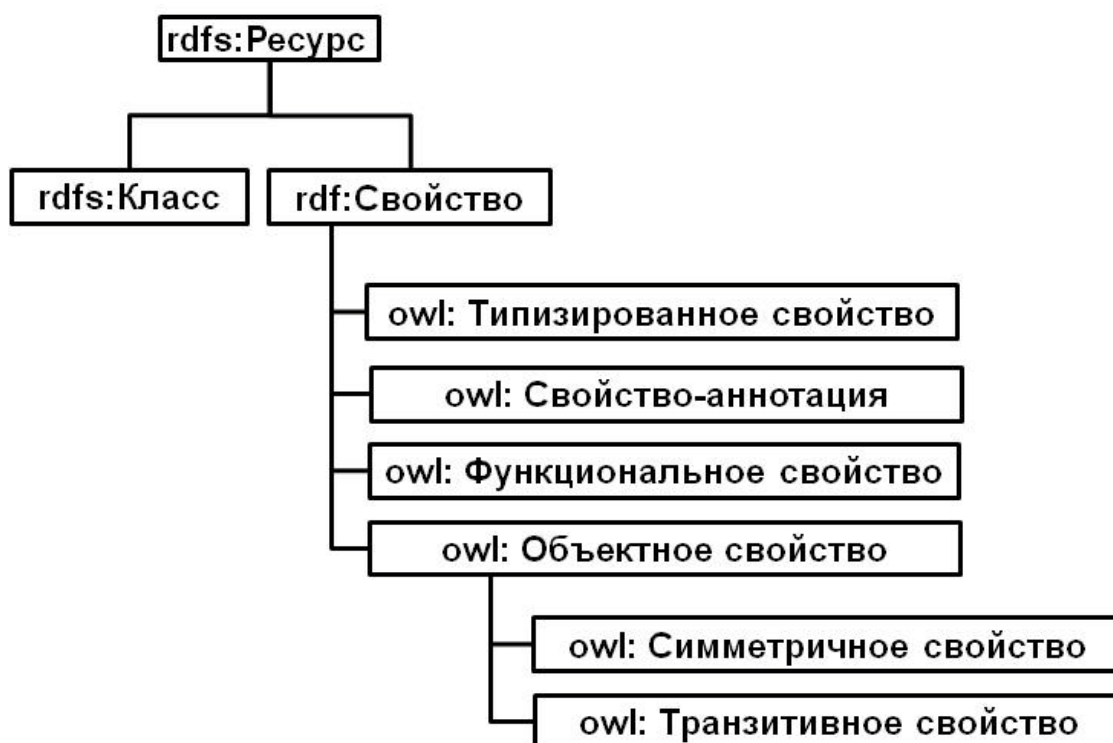 rdfs:Ресурс
rdfs:Класс
rdf:Свойство
owl: Типизированное свойство
owl: Свойство-аннотация
owl: Функциональное свойство
owl: Объектное свойство
owl: Симметричное свойство
owl: Транзитивное свойство